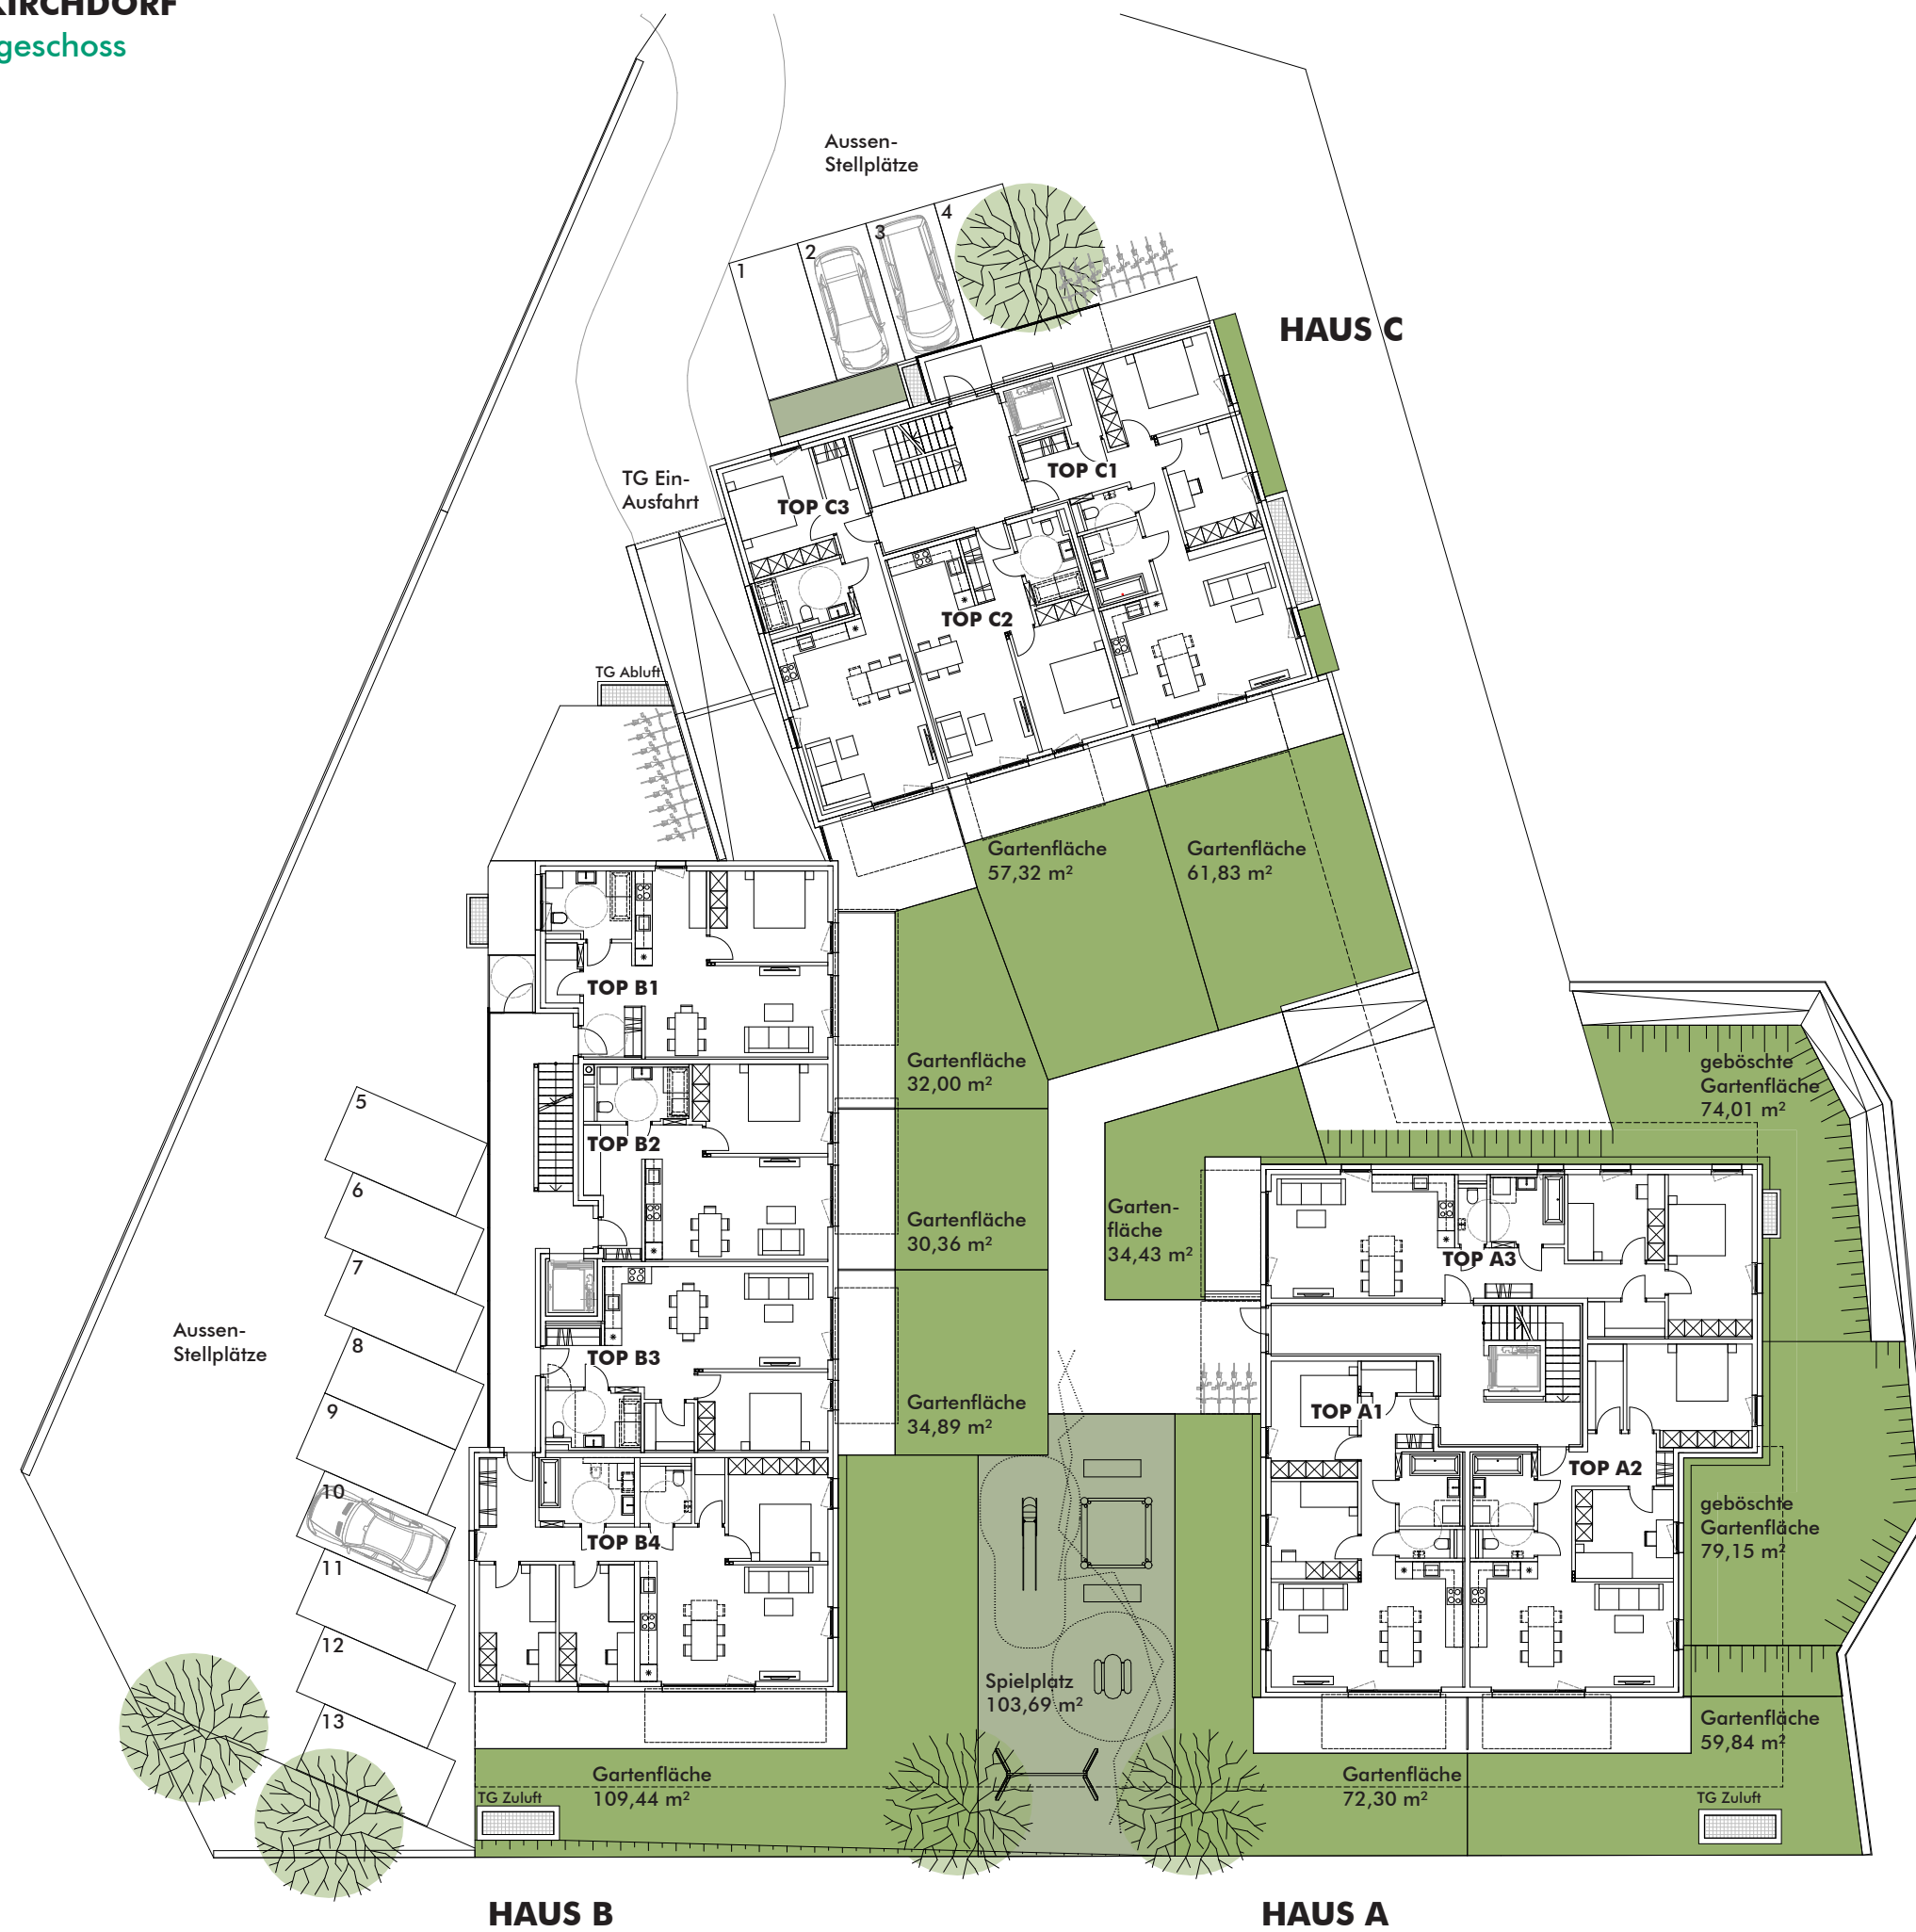 KIRCHDORF
geschoss
Aussen-
Stellplätze
1
2
3
4
HAUS C
TG Ein-
Ausfahrt
TOP C3
TOP C1
TOP C2
TG Abluft
Gartenfläche
57,32 m²
Gartenfläche
61,83 m²
TOP B1
Gartenfläche
32,00 m²
geböschte
Gartenfläche
74,01 m²
5
6
7
8
9
10
11
12
13
Aussen-
Stellplätze
TOP B2
Gartenfläche
30,36 m²
Garten-
fläche
34,43 m²
TOP A3
TOP B3
Gartenfläche
34,89 m²
TOP A1
TOP A2
geböschte
Gartenfläche
79,15 m²
TOP B4
Spielplatz
103,69 m²
Gartenfläche
59,84 m²
Gartenfläche
109,44 m²
TG Zuluft
Gartenfläche
72,30 m²
TG Zuluft
HAUS B
HAUS A